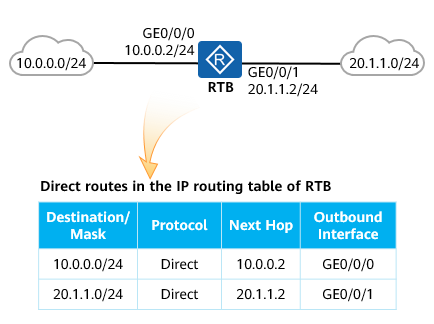 GE0/0/0
10.0.0.2/24
10.0.0.0/24
R
20.1.1.0/24
GE0/0/1
RTB
20.1.1.2/24
Direct routes in the IP routing table of RTB
Destination/Mask Protocol Next Hop Outbound Interface
10.0.0.0/24 Direct 10.0.0.2 GE0/0/0
20.1.1.0/24 Direct 20.1.1.2 GE0/0/1